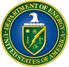 DEPARTMENT OF ENERGY
UNITED STATES OF AMERICA